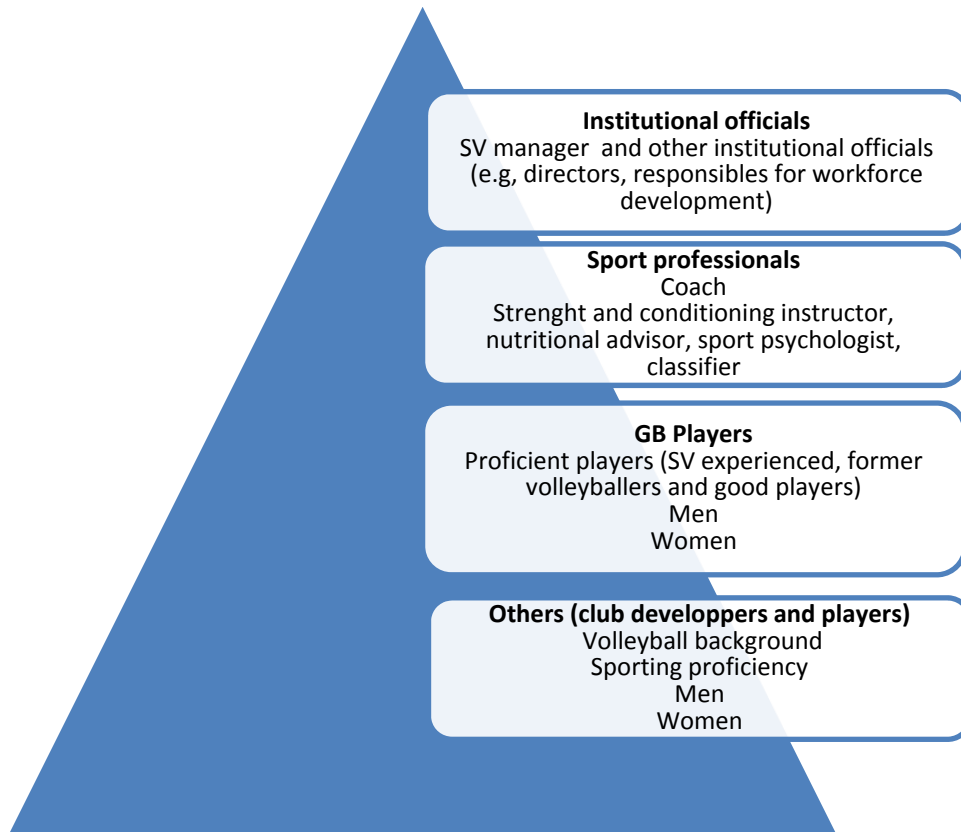 Institutional officials
SV manager  and other institutional officials
(e.g, directors, responsibles for workforce
development)
Sport professionals
Coach
Strenght and conditioning instructor,
nutritional advisor, sport psychologist,
classifier
GB Players
Proficient players (SV experienced, former
volleyballers and good players)
Men
Women
Others (club developpers and players)
Volleyball background
Sporting proficiency
Men
Women